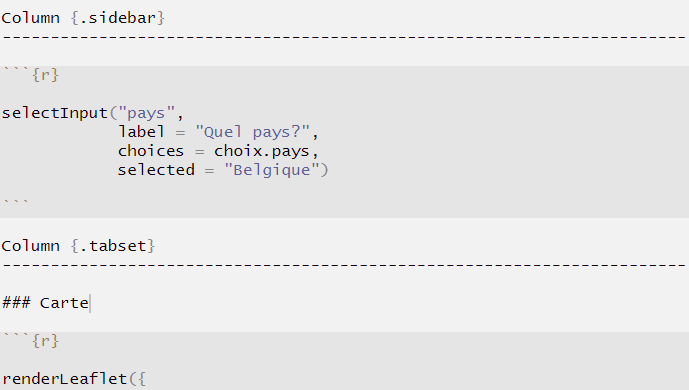 Column {.sidebar}
-----------------------------------------------------------------------
```{r}
selectInput("pays",
            label = "Quel pays?",
            choices = choix.pays,
            selected = "Belgique")
```
Column {.tabset}
-----------------------------------------------------------------------
### Carte
```{r}
renderLeaflet({